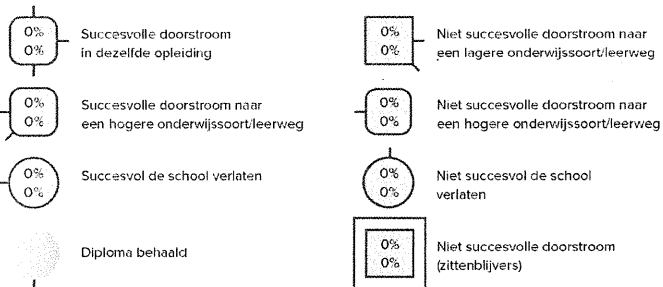 0%
0%
Succesvolle doorstroom
in dezelfde opleiding
0%
0%
Succesvolle doorstroom naar
een hogere onderwijssoort/leerweg
0%
0%
Succesvol de school verlaten
Diploma behaald
0%
0%
Niet succesvolle doorstroom naar
een lagere onderwijssoort/leerweg
0%
0%
Niet succesvolle doorstroom naar
een hogere onderwijssoort/leerweg
0%
0%
Niet succesvol de school
verlaten
0%
0%
Niet succesvolle doorstroom
(zittenblijvers)